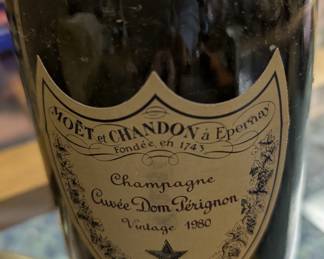 MOËT et CHANDON à Epernay
Fondée en 1743
Champagne
Cuvée Dom Pérignon
Vintage 1980